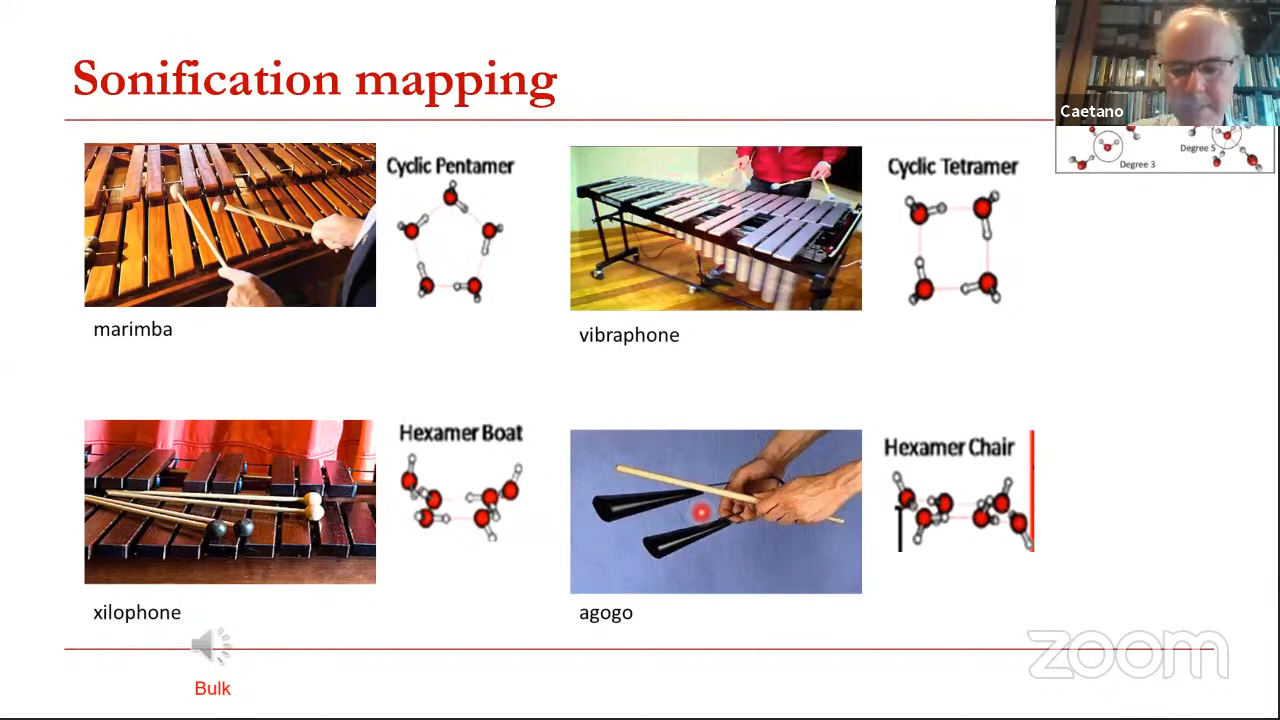 Sonification mapping
Caetano
Degree 3
Degree 5
Cyclic Pentamer
Cyclic Tetramer
marimba
vibraphone
Hexamer Boat
Hexamer Chair
xilophone
agogo
Bulk
zoom